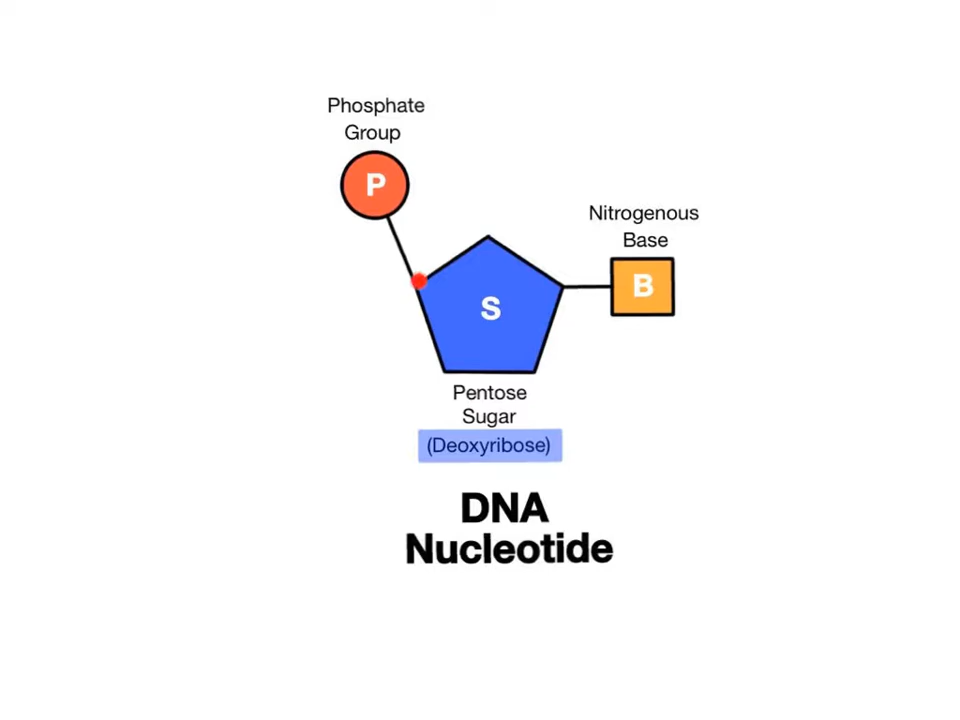 Phosphate
Group
P
Nitrogenous
Base
B
S
Pentose
Sugar
(Deoxyribose)
DNA
Nucleotide